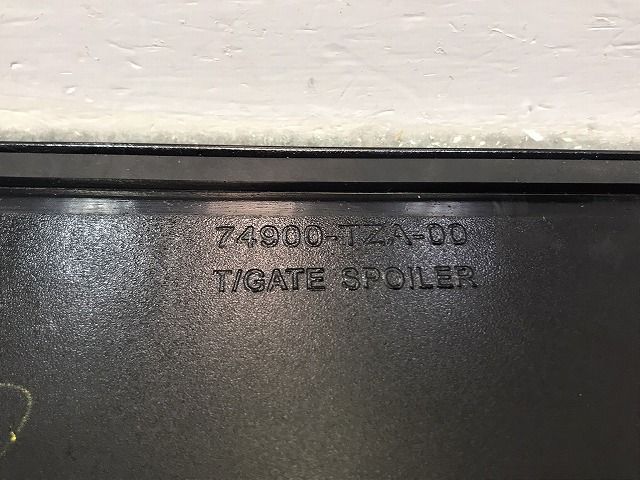 74900-TZA-00
T/GATE SPOILER